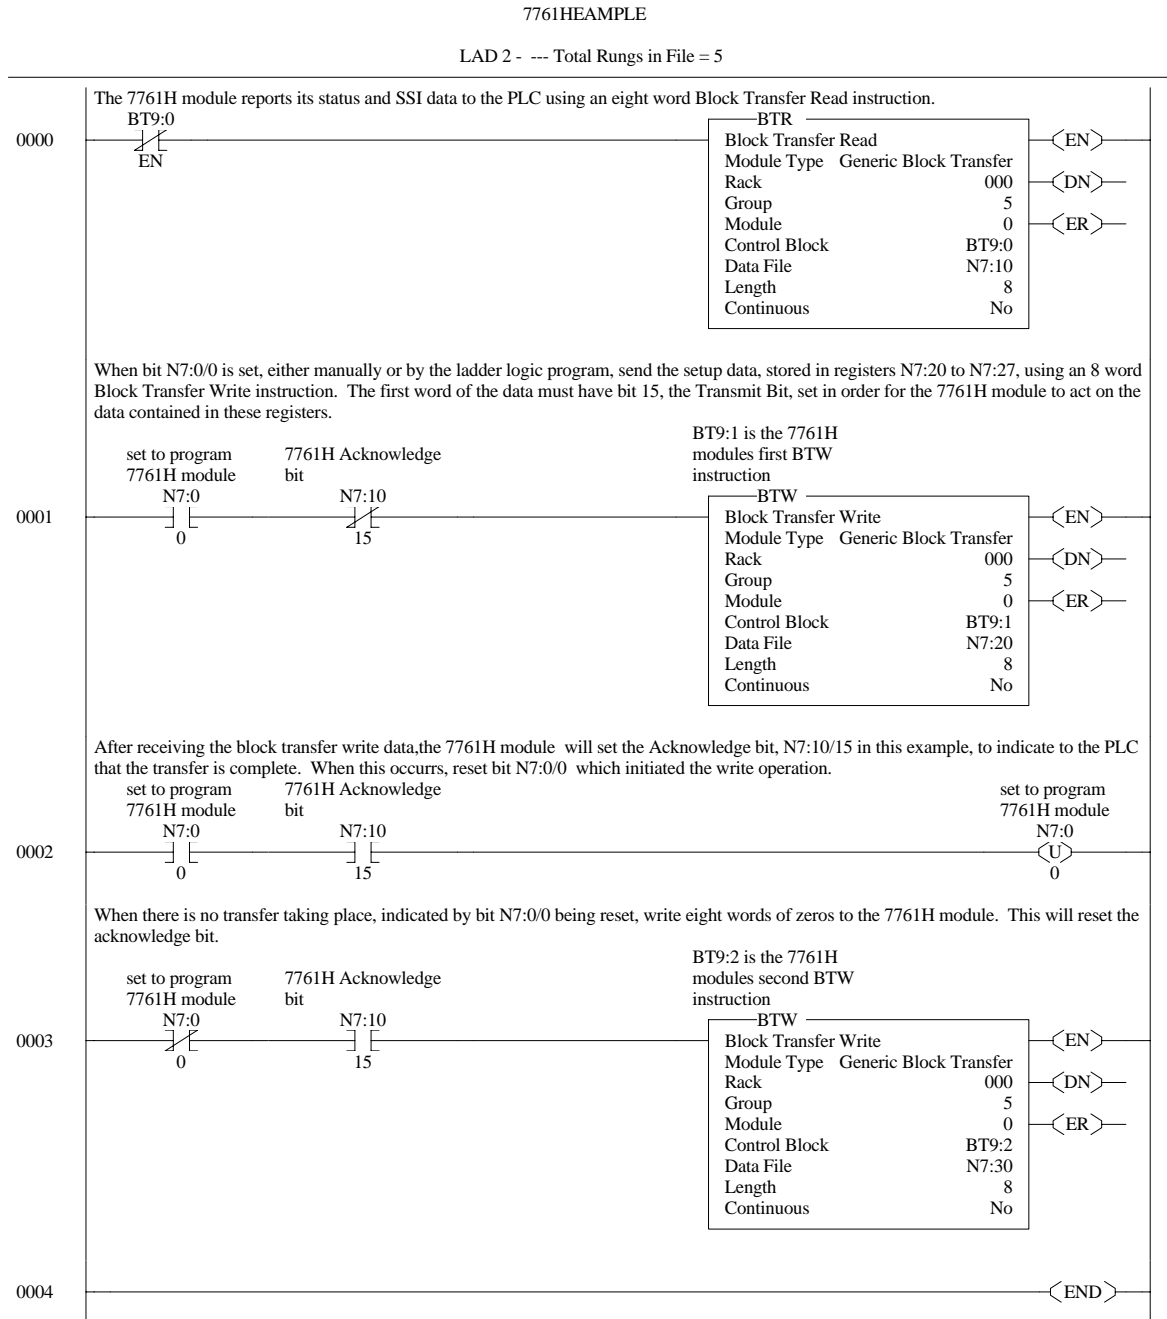 7761HEAMPLE
LAD 2 - --- Total Rungs in File = 5
The 7761H module reports its status and SSI data to the PLC using an eight word Block Transfer Read instruction.
BT9:0
EN
0000
BTR
Block Transfer Read
Module Type Generic Block Transfer
Rack 000
Group 5
Module 0
Control Block BT9:0
Data File N7:10
Length 8
Continuous No
EN
DN
ER
When bit N7:0/0 is set, either manually or by the ladder logic program, send the setup data, stored in registers N7:20 to N7:27, using an 8 word
Block Transfer Write instruction. The first word of the data must have bit 15, the Transmit Bit, set in order for the 7761H module to act on the
data contained in these registers.
set to program
7761H module
N7:0
0
7761H Acknowledge
bit
N7:10
15
0001
BT9:1 is the 7761H
modules first BTW
instruction
BTW
Block Transfer Write
Module Type Generic Block Transfer
Rack 000
Group 5
Module 0
Control Block BT9:1
Data File N7:20
Length 8
Continuous No
EN
DN
ER
After receiving the block transfer write data,the 7761H module will set the Acknowledge bit, N7:10/15 in this example, to indicate to the PLC
that the transfer is complete. When this occurrs, reset bit N7:0/0 which initiated the write operation.
set to program
7761H module
N7:0
0
7761H Acknowledge
bit
N7:10
15
0002
set to program
7761H module
N7:0
U
0
When there is no transfer taking place, indicated by bit N7:0/0 being reset, write eight words of zeros to the 7761H module. This will reset the
acknowledge bit.
set to program
7761H module
N7:0
0
7761H Acknowledge
bit
N7:10
15
0003
BT9:2 is the 7761H
modules second BTW
instruction
BTW
Block Transfer Write
Module Type Generic Block Transfer
Rack 000
Group 5
Module 0
Control Block BT9:2
Data File N7:30
Length 8
Continuous No
EN
DN
ER
0004
END